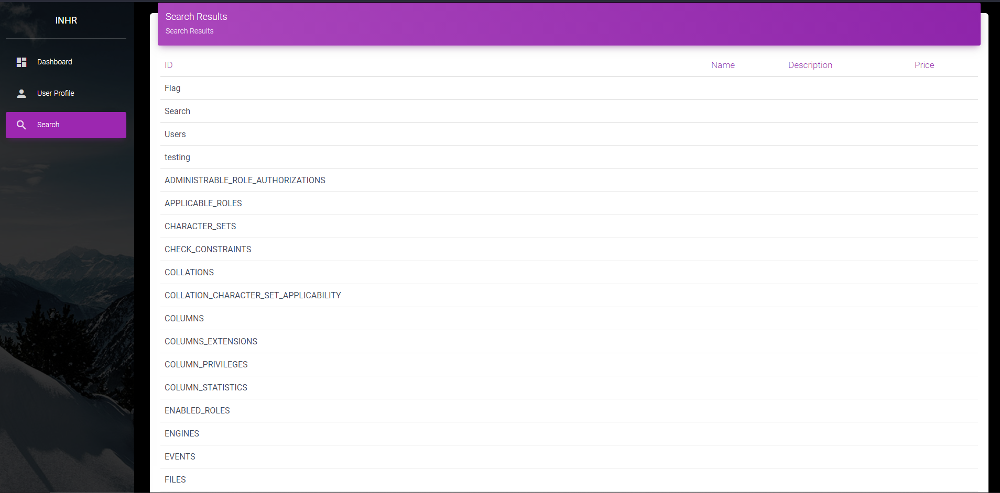 INHR
Dashboard
User Profile
Search
Search Results
Search Results
ID Name Description Price
Flag
Search
Users
testing
ADMINISTRABLE_ROLE_AUTHORIZATIONS
APPLICABLE_ROLES
CHARACTER_SETS
CHECK_CONSTRAINTS
COLLATIONS
COLLATION_CHARACTER_SET_APPLICABILITY
COLUMNS
COLUMNS_EXTENSIONS
COLUMN_PRIVILEGES
COLUMN_STATISTICS
ENABLED_ROLES
ENGINES
EVENTS
FILES